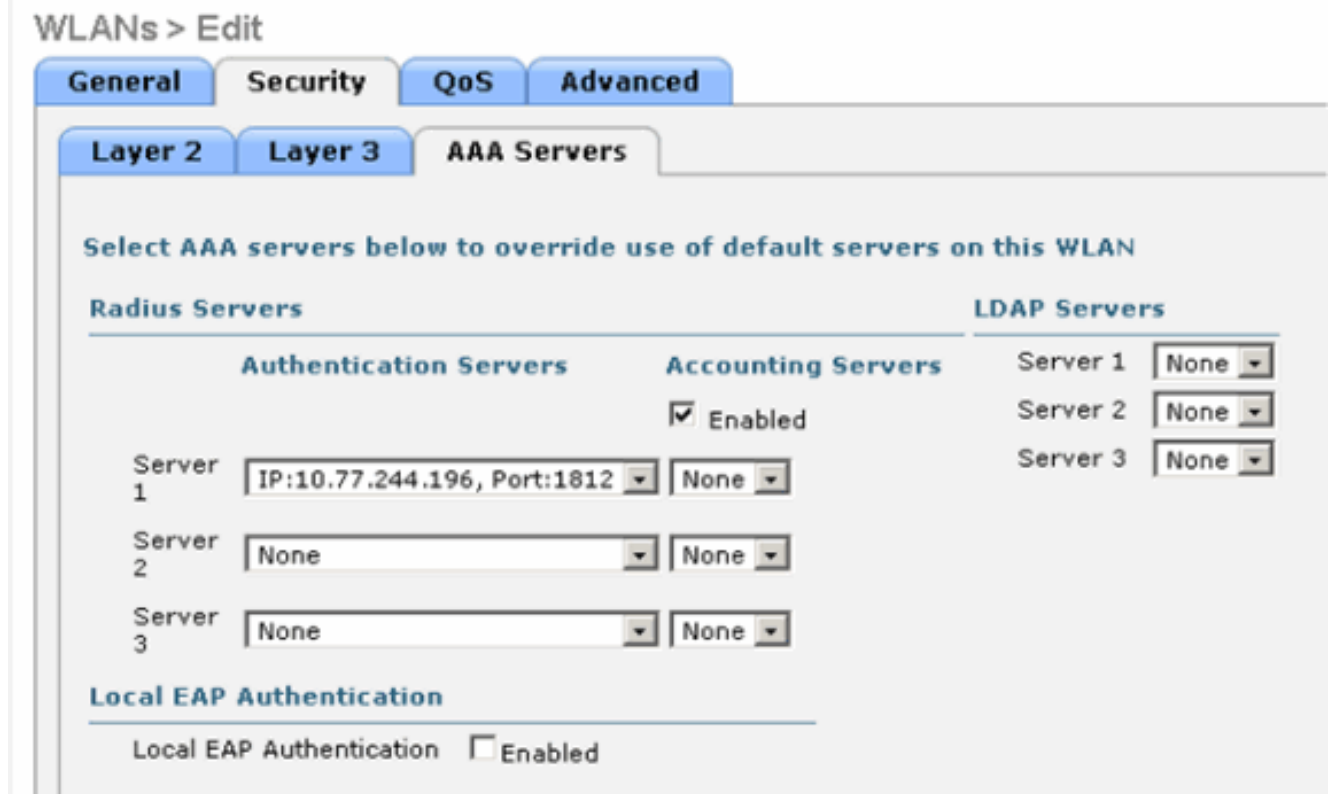 WLANs > Edit
General Security QoS Advanced
Layer 2 Layer 3 AAA Servers
Select AAA servers below to override use of default servers on this WLAN
Radius Servers
Authentication Servers Accounting Servers
Enabled
Server 1 IP:10.77.244.196, Port:1812 None
Server 2 None None
Server 3 None None
LDAP Servers
Server 1 None
Server 2 None
Server 3 None
Local EAP Authentication
Local EAP Authentication Enabled